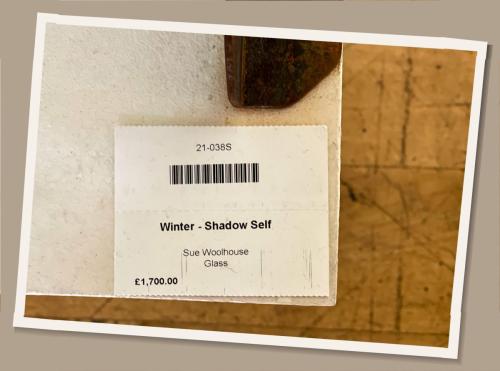 21-038S
Winter - Shadow Self
Sue Woolhouse
Glass
£1,700.00